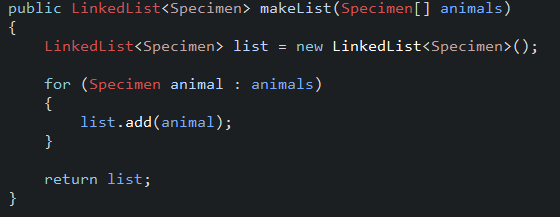 public LinkedList<Specimen> makeList(Specimen[] animals)
{
    LinkedList<Specimen> list = new LinkedList<Specimen>();
    for (Specimen animal : animals)
    {
        list.add(animal);
    }
    return list;
}